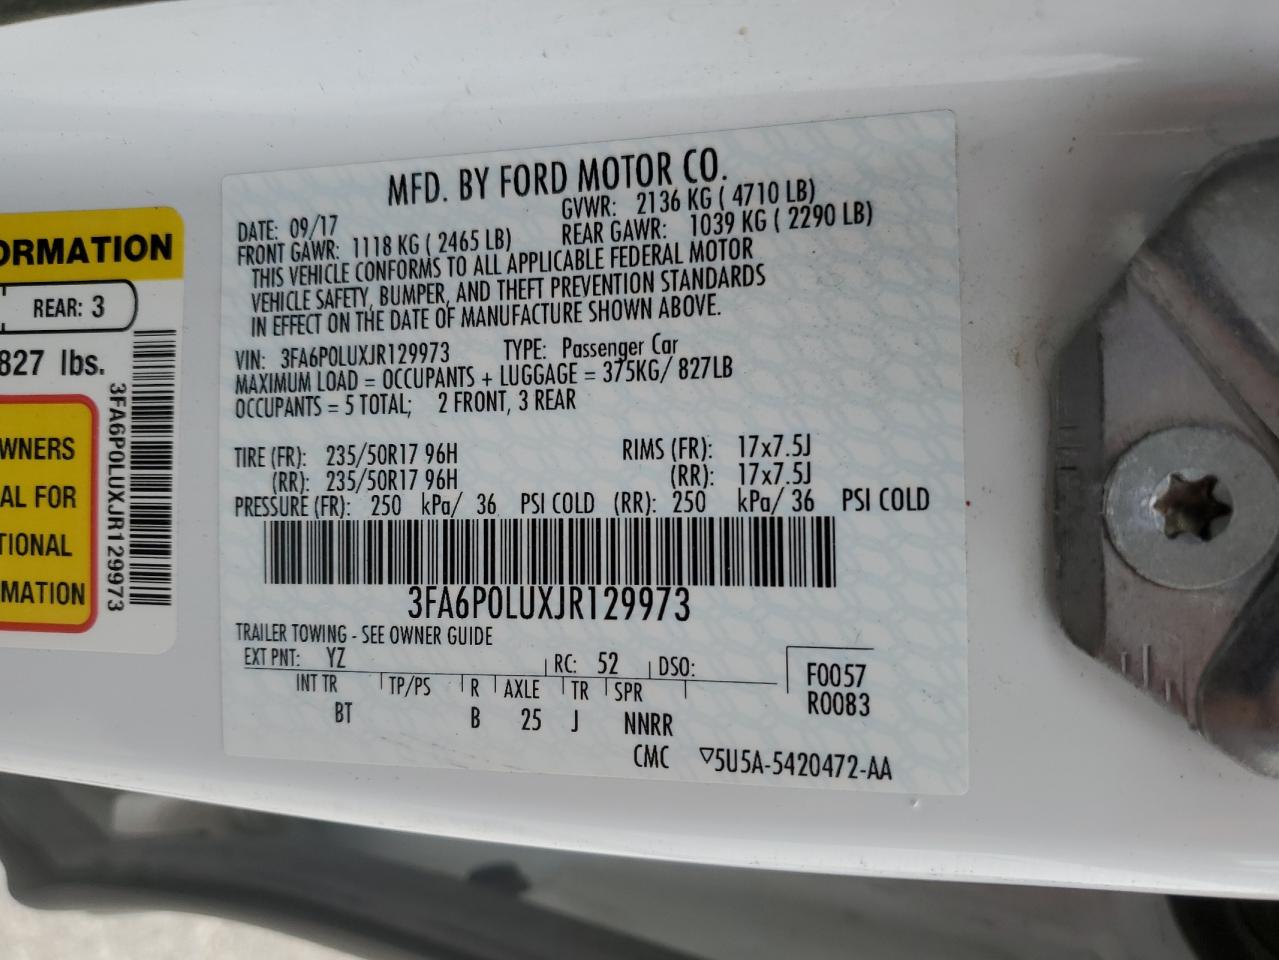 MFD. BY FORD MOTOR CO.
DATE: 09/17 GVWR: 2136 KG ( 4710 LB)
FRONT GAWR: 1118 KG ( 2465 LB) REAR GAWR: 1039 KG ( 2290 LB)
THIS VEHICLE CONFORMS TO ALL APPLICABLE FEDERAL MOTOR
VEHICLE SAFETY, BUMPER, AND THEFT PREVENTION STANDARDS
IN EFFECT ON THE DATE OF MANUFACTURE SHOWN ABOVE.
VIN: 3FA6P0LUXJR129973 TYPE: Passenger Car
MAXIMUM LOAD = OCCUPANTS + LUGGAGE = 375KG/ 827LB
OCCUPANTS = 5 TOTAL; 2 FRONT, 3 REAR
TIRE (FR): 235/50R17 96H RIMS (FR): 17x7.5J
(RR): 235/50R17 96H (RR): 17x7.5J
PRESSURE (FR): 250 kPa/ 36 PSI COLD (RR): 250 kPa/ 36 PSI COLD
3FA6P0LUXJR129973
TRAILER TOWING - SEE OWNER GUIDE
EXT PNT: YZ RC: 52 DSO:
INT TR TP/PS R AXLE TR SPR
BT B 25 J NNRR
F0057
R0083
CMC ▽5U5A-5420472-AA
ORMATION
REAR: 3
827 lbs.
WNERS
AL FOR
TIONAL
MATION
3FA6P0LUXJR129973